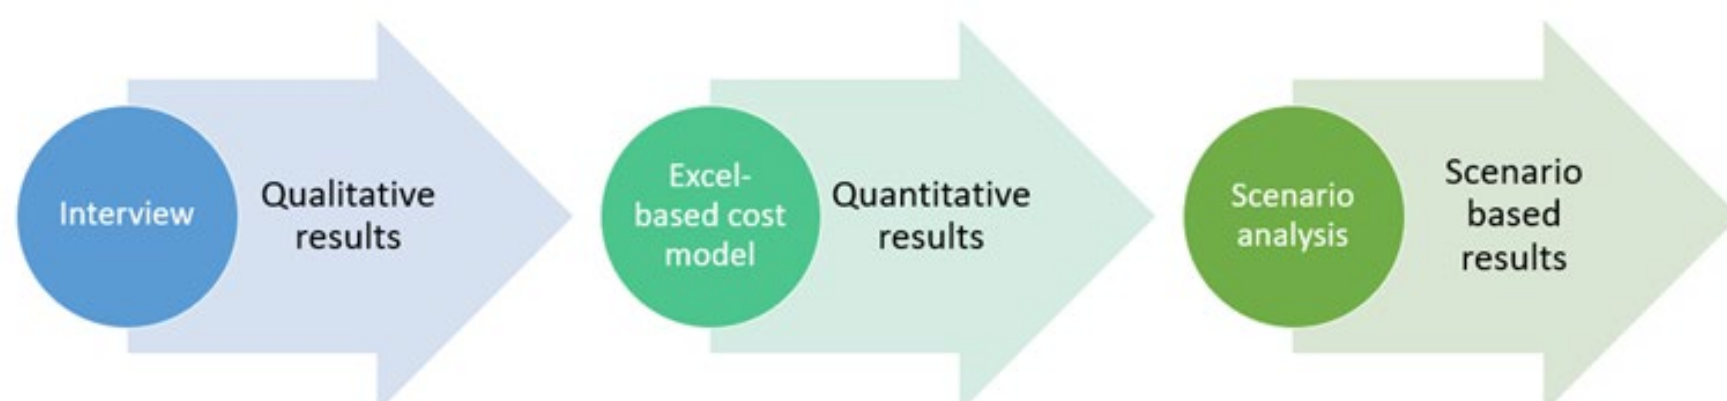 Interview
Qualitative
results
Excel-
based cost
model
Quantitative
results
Scenario
analysis
Scenario
based
results